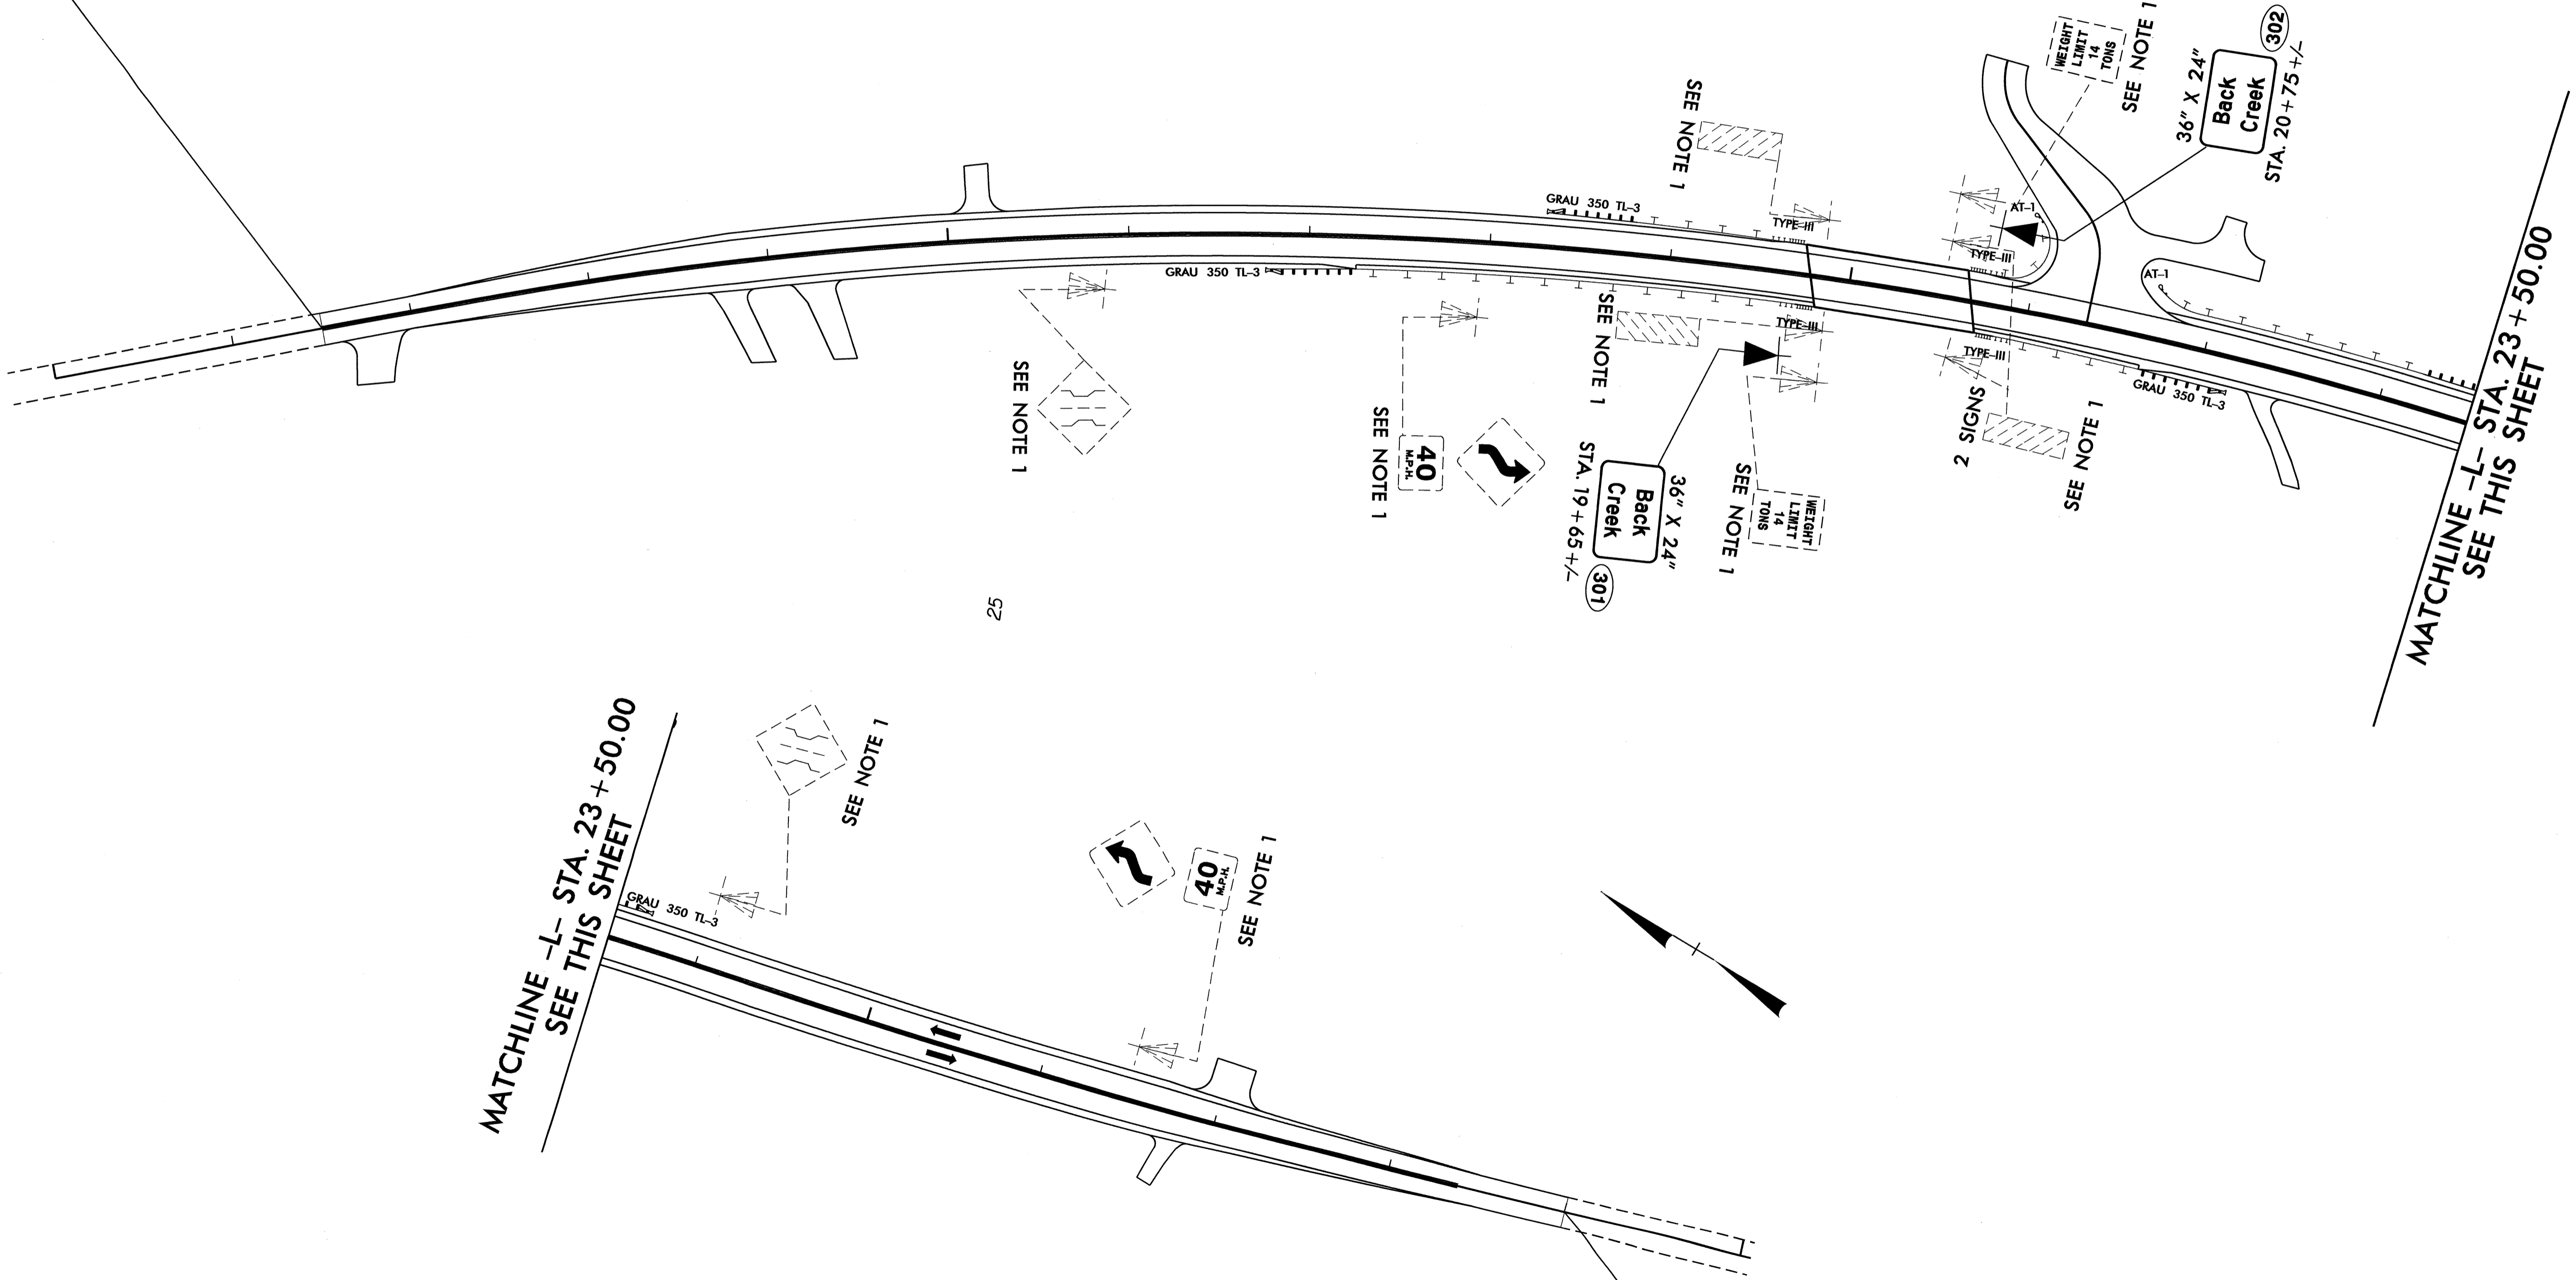 WEIGHT
LIMIT
14
TONS
SEE NOTE 1
302
36" X 24"
Back
Creek
STA. 20+75+/-
SEE NOTE 1
GRAU 350 TL-3
TYPE-III
AT-1
TYPE-III
AT-1
GRAU 350 TL-3
TYPE-III
TYPE-III
GRAU 350 TL-3
SEE NOTE 1
SEE NOTE 1
40
M.P.H.
SEE NOTE 1
STA. 19+65+/-
Back
Creek
36" X 24"
301
SEE NOTE 1
WEIGHT
LIMIT
14
TONS
2 SIGNS
SEE NOTE 1
MATCHLINE -L- STA. 23+50.00
SEE THIS SHEET
25
MATCHLINE -L- STA. 23+50.00
SEE THIS SHEET
SEE NOTE 1
GRAU 350 TL-3
40
M.P.H.
SEE NOTE 1